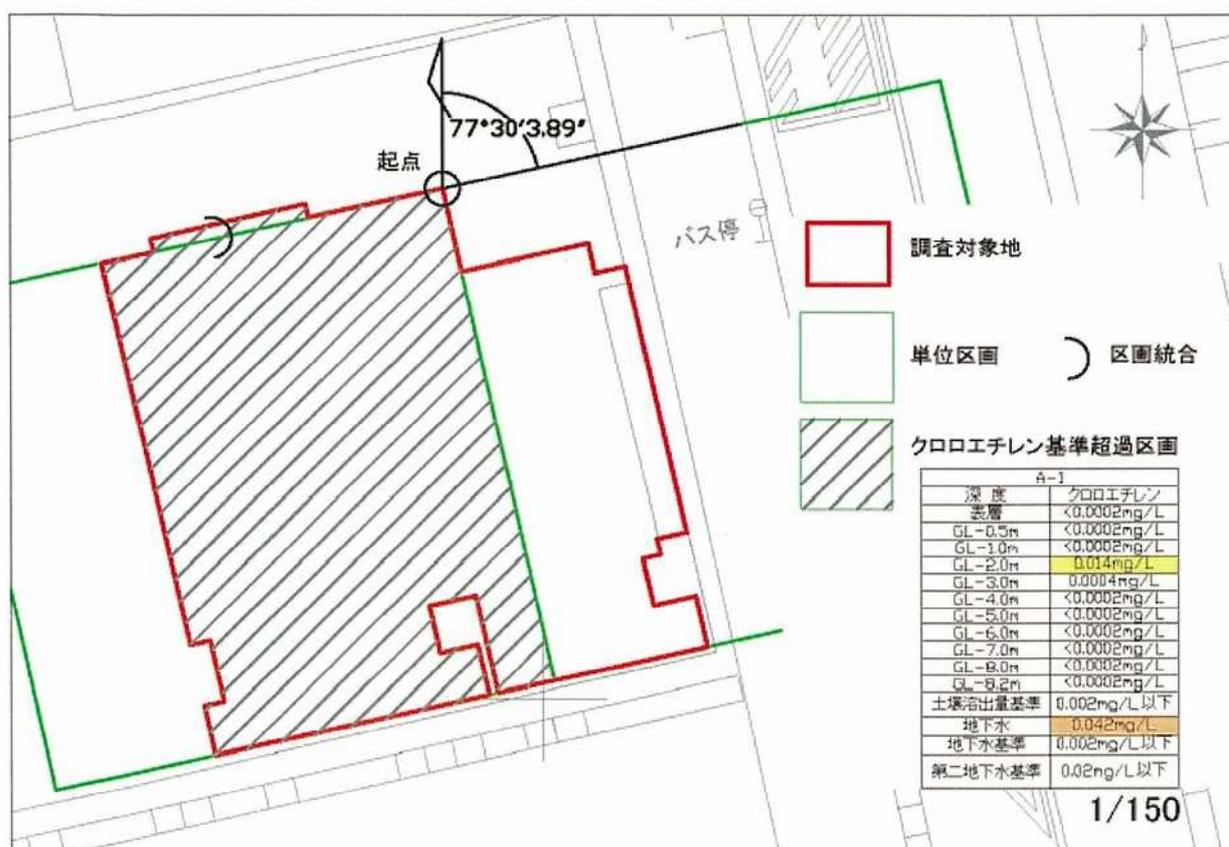 77°30'3.89"
起点
バス停
調査対象地
単位区画
区画統合
クロロエチレン基準超過区画
A-1
深度 クロロエチレン
表層 <0.0002mg/L
GL-0.5m <0.0002mg/L
GL-1.0m <0.0002mg/L
GL-2.0m 0.014mg/L
GL-3.0m 0.0004mg/L
GL-4.0m <0.0002mg/L
GL-5.0m <0.0002mg/L
GL-6.0m <0.0002mg/L
GL-7.0m <0.0002mg/L
GL-8.0m <0.0002mg/L
GL-8.2m <0.0002mg/L
土壌溶出量基準 0.002mg/L以下
地下水 0.042mg/L
地下水基準 0.002mg/L以下
第二地下水基準 0.02mg/L以下
1/150